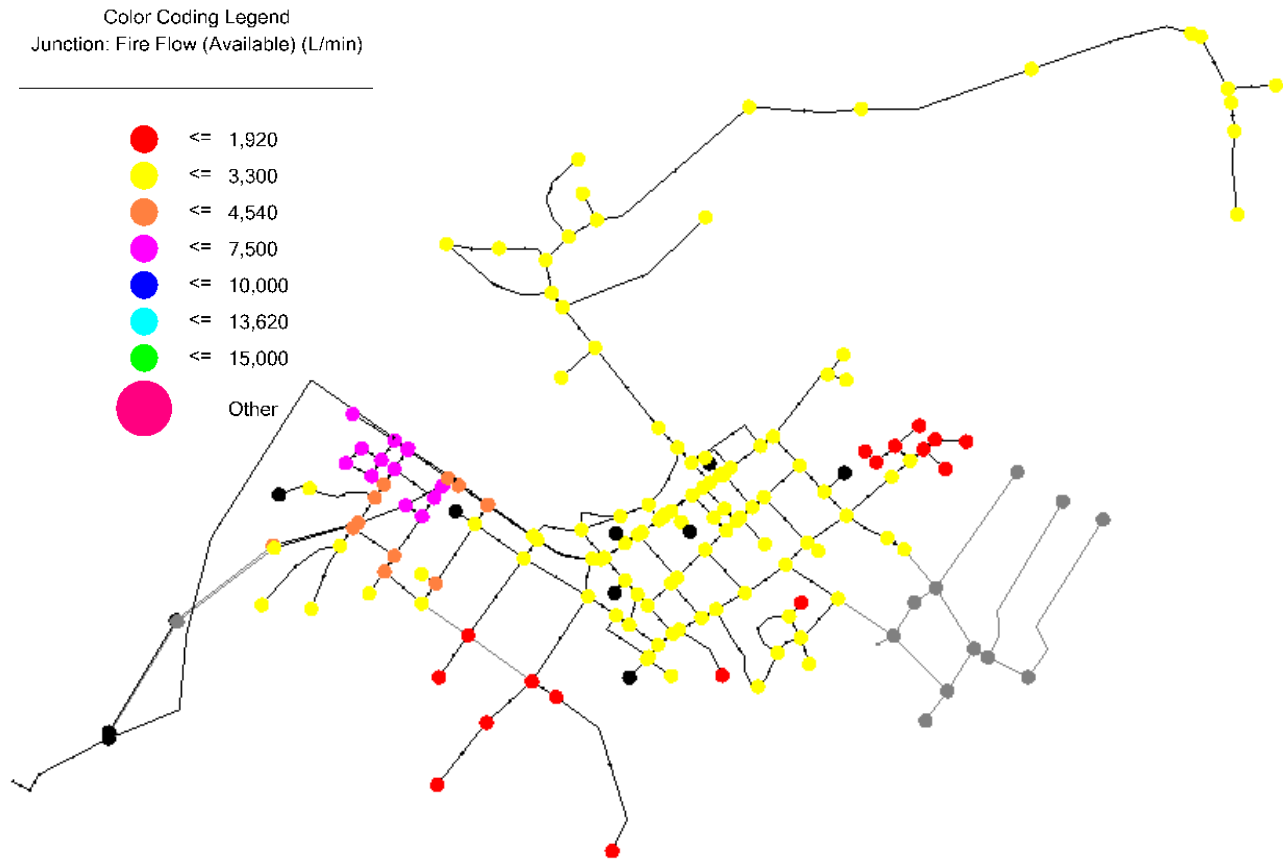 Color Coding Legend
Junction: Fire Flow (Available) (L/min)
<= 1,920
<= 3,300
<= 4,540
<= 7,500
<= 10,000
<= 13,620
<= 15,000
Other